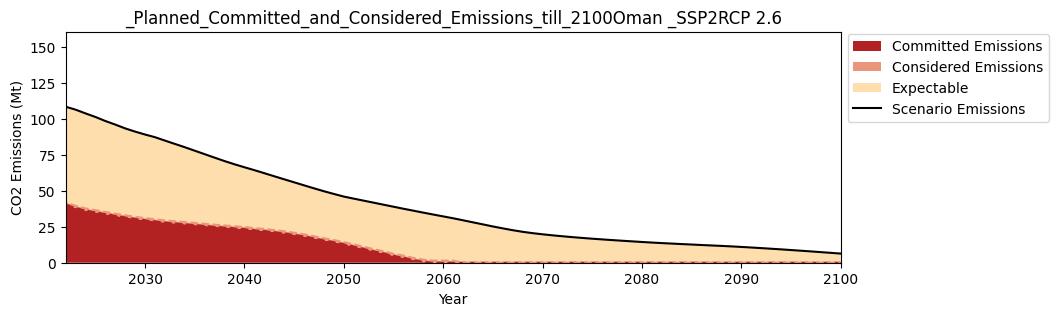 _Planned_Committed_and_Considered_Emissions_till_2100Oman _SSP2RCP 2.6
CO2 Emissions (Mt)
150
125
100
75
50
25
0
2030 2040 2050 2060 2070 2080 2090 2100
Year
Committed Emissions
Considered Emissions
Expectable
Scenario Emissions